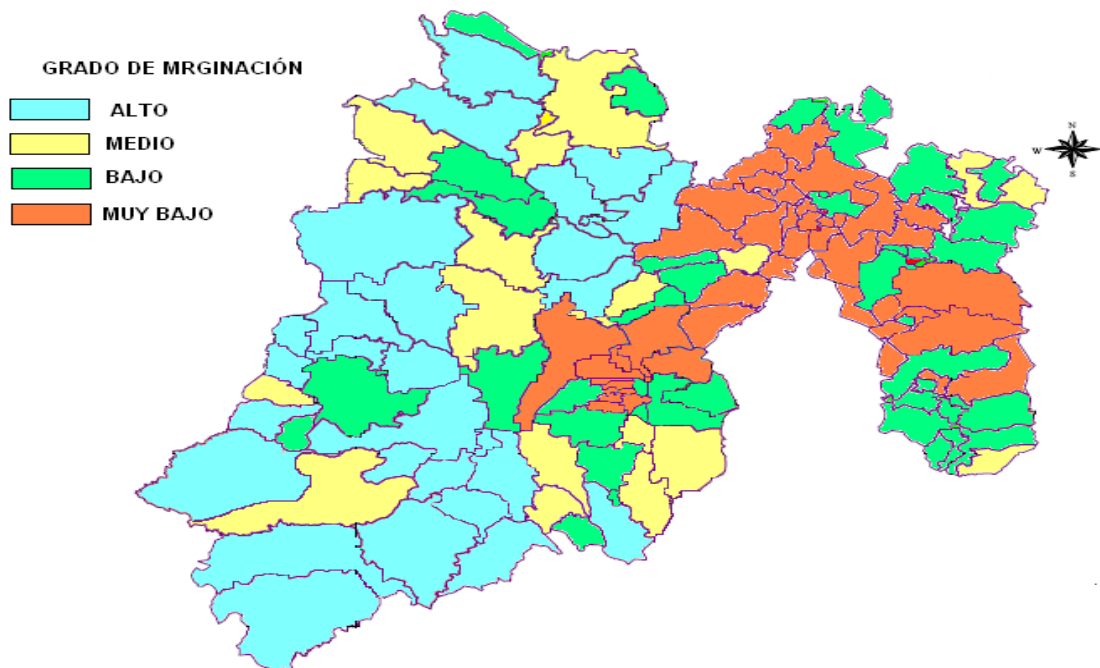 GRADO DE MRGINACIÓN
ALTO
MEDIO
BAJO
MUY BAJO
N
W
S